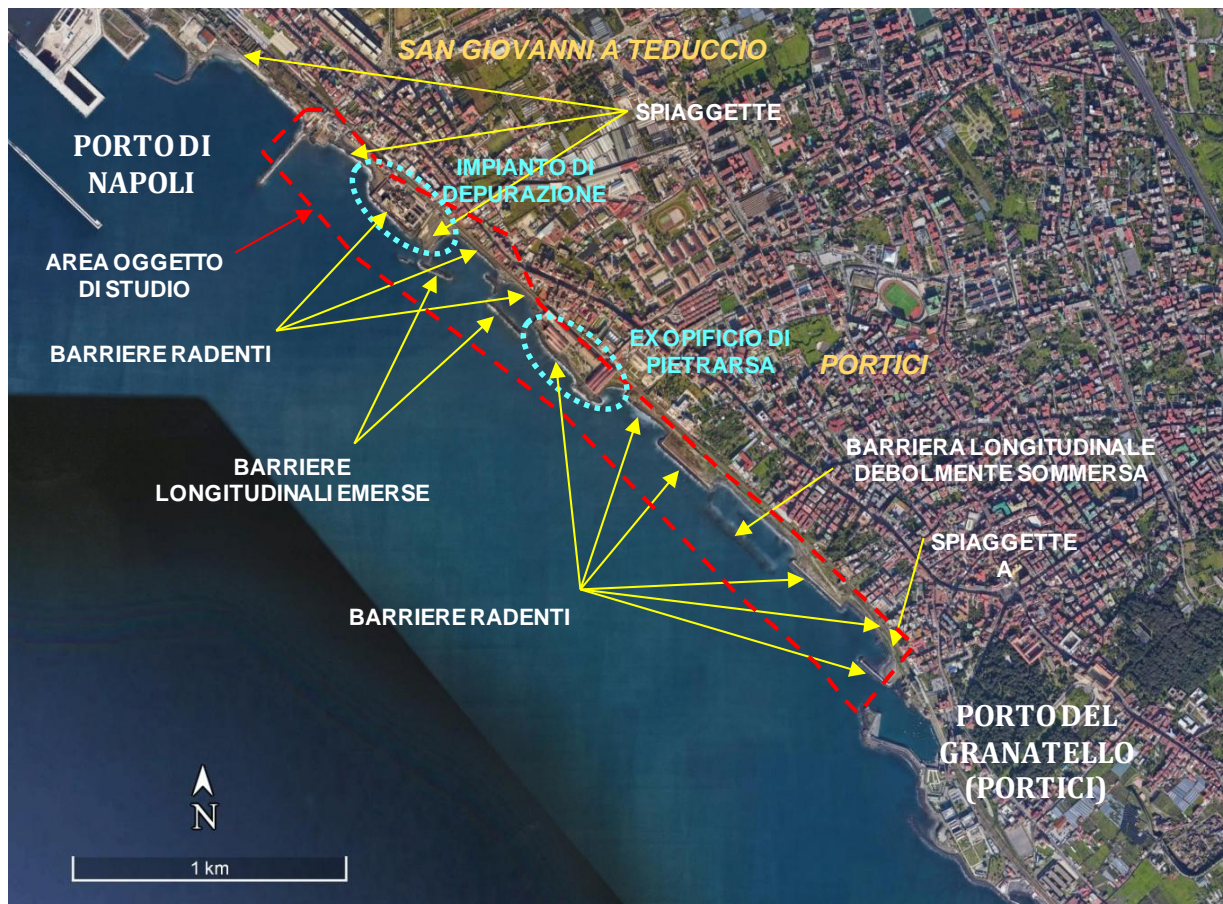 SAN GIOVANNI A TEDUCCIO
SPIAGGETTE
PORTO DI
NAPOLI
IMPIANTO DI
DEPURAZIONE
AREA OGGETTO
DI STUDIO
BARRIERE RADENTI
EX OPIFICIO DI
PIETRARSA
PORTICI
BARRIERA LONGITUDINALE
DEBOLMENTE SOMMERSA
BARRIERE
LONGITUDINALI EMERSE
SPIAGGETTE
A
BARRIERE RADENTI
PORTO DEL
GRANATELLO
(PORTICI)
N
1 km